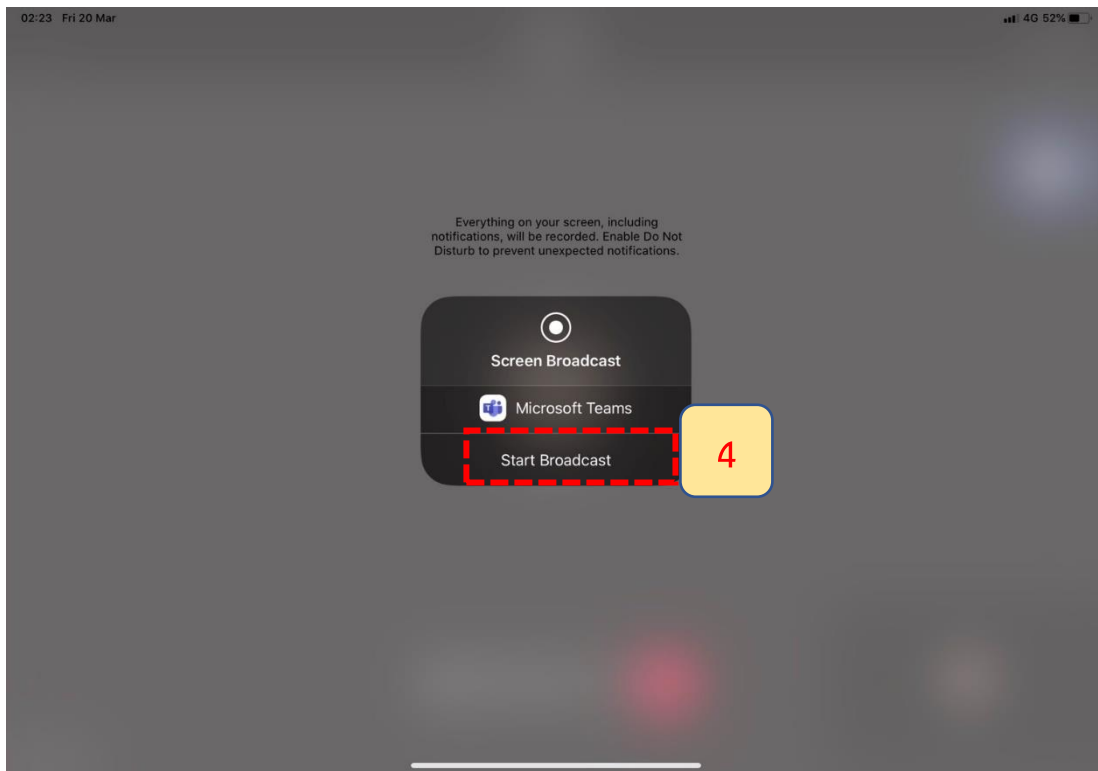 02:23 Fri 20 Mar
4G 52%
Everything on your screen, including
notifications, will be recorded. Enable Do Not
Disturb to prevent unexpected notifications.
Screen Broadcast
Microsoft Teams
Start Broadcast
4